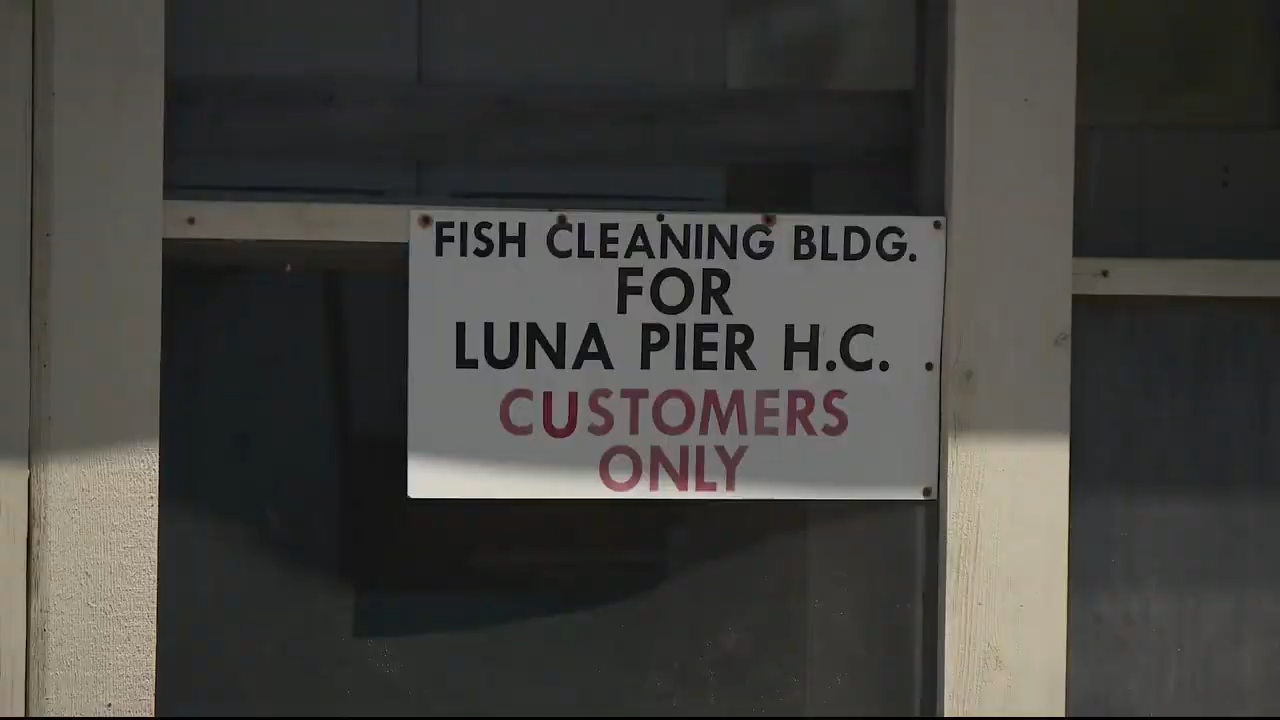 FISH CLEANING BLDG.
FOR
LUNA PIER H.C.
CUSTOMERS
ONLY